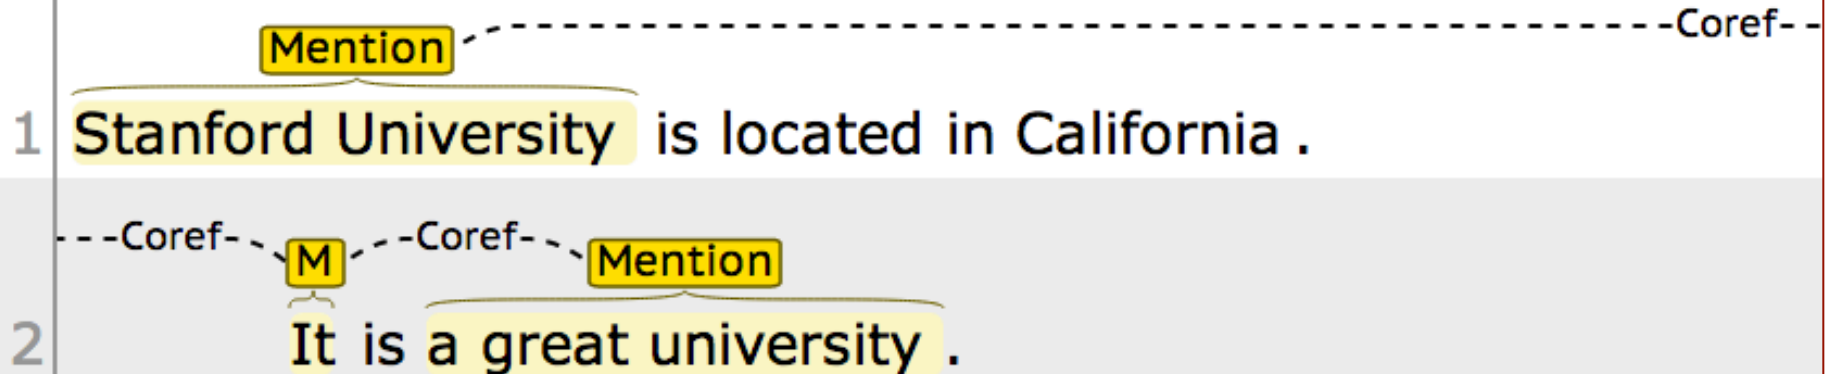 Mention Coref
1 Stanford University is located in California .
Coref M Coref Mention
2 It is a great university .